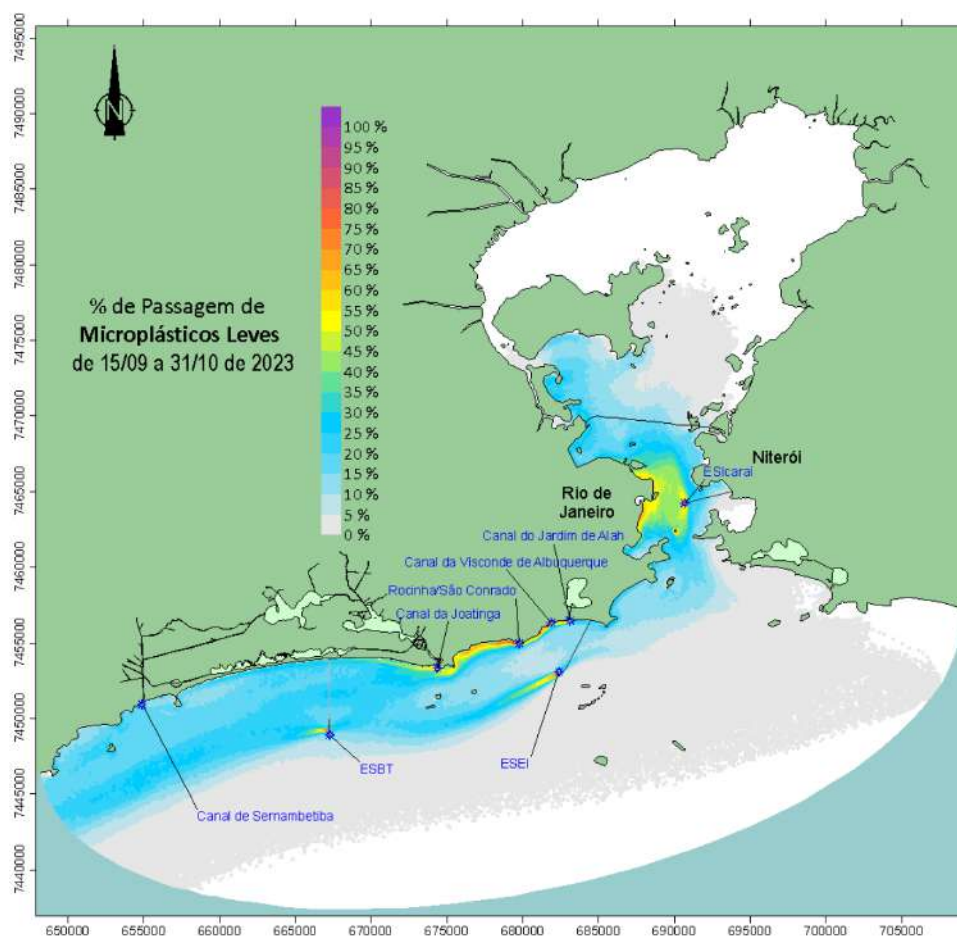 7495000
7490000
7485000
7480000
7475000
7470000
7465000
7460000
7455000
7450000
7445000
7440000
N
100 %
95 %
90 %
85 %
80 %
75 %
70 %
65 %
60 %
55 %
50 %
45 %
40 %
35 %
30 %
25 %
20 %
15 %
10 %
5 %
0 %
% de Passagem de
Microplásticos Leves
de 15/09 a 31/10 de 2023
Niterói
ESIcaraí
Rio de
Janeiro
Canal do Jardim de Alah
Canal da Visconde de Albuquerque
Rocinha/São Conrado
Canal da Joatinga
ESBT
ESEI
Canal de Sernambetiba
650000 655000 660000 665000 670000 675000 680000 685000 690000 695000 700000 705000